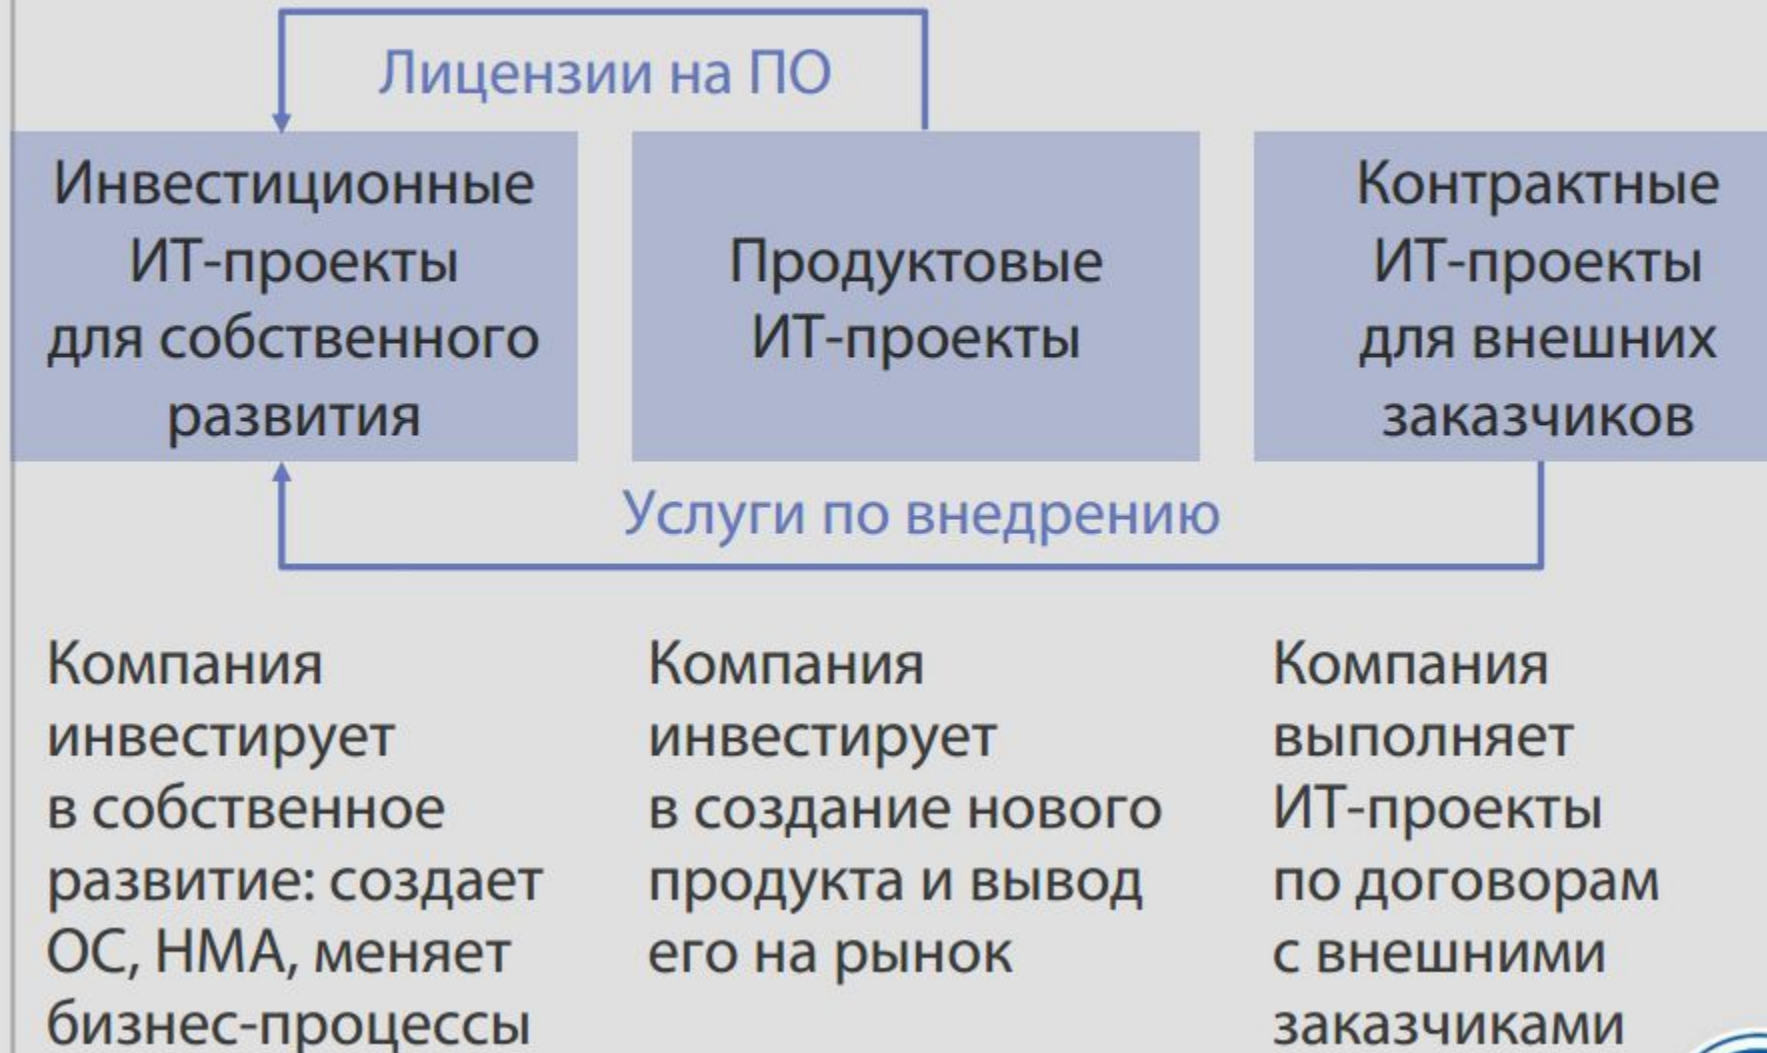 Лицензии на ПО
Инвестиционные
ИТ-проекты
для собственного
развития
Продуктовые
ИТ-проекты
Контрактные
ИТ-проекты
для внешних
заказчиков
Услуги по внедрению
Компания
инвестирует
в собственное
развитие: создает
ОС, НМА, меняет
бизнес-процессы
Компания
инвестирует
в создание нового
продукта и вывод
его на рынок
Компания
выполняет
ИТ-проекты
по договорам
с внешними
заказчиками